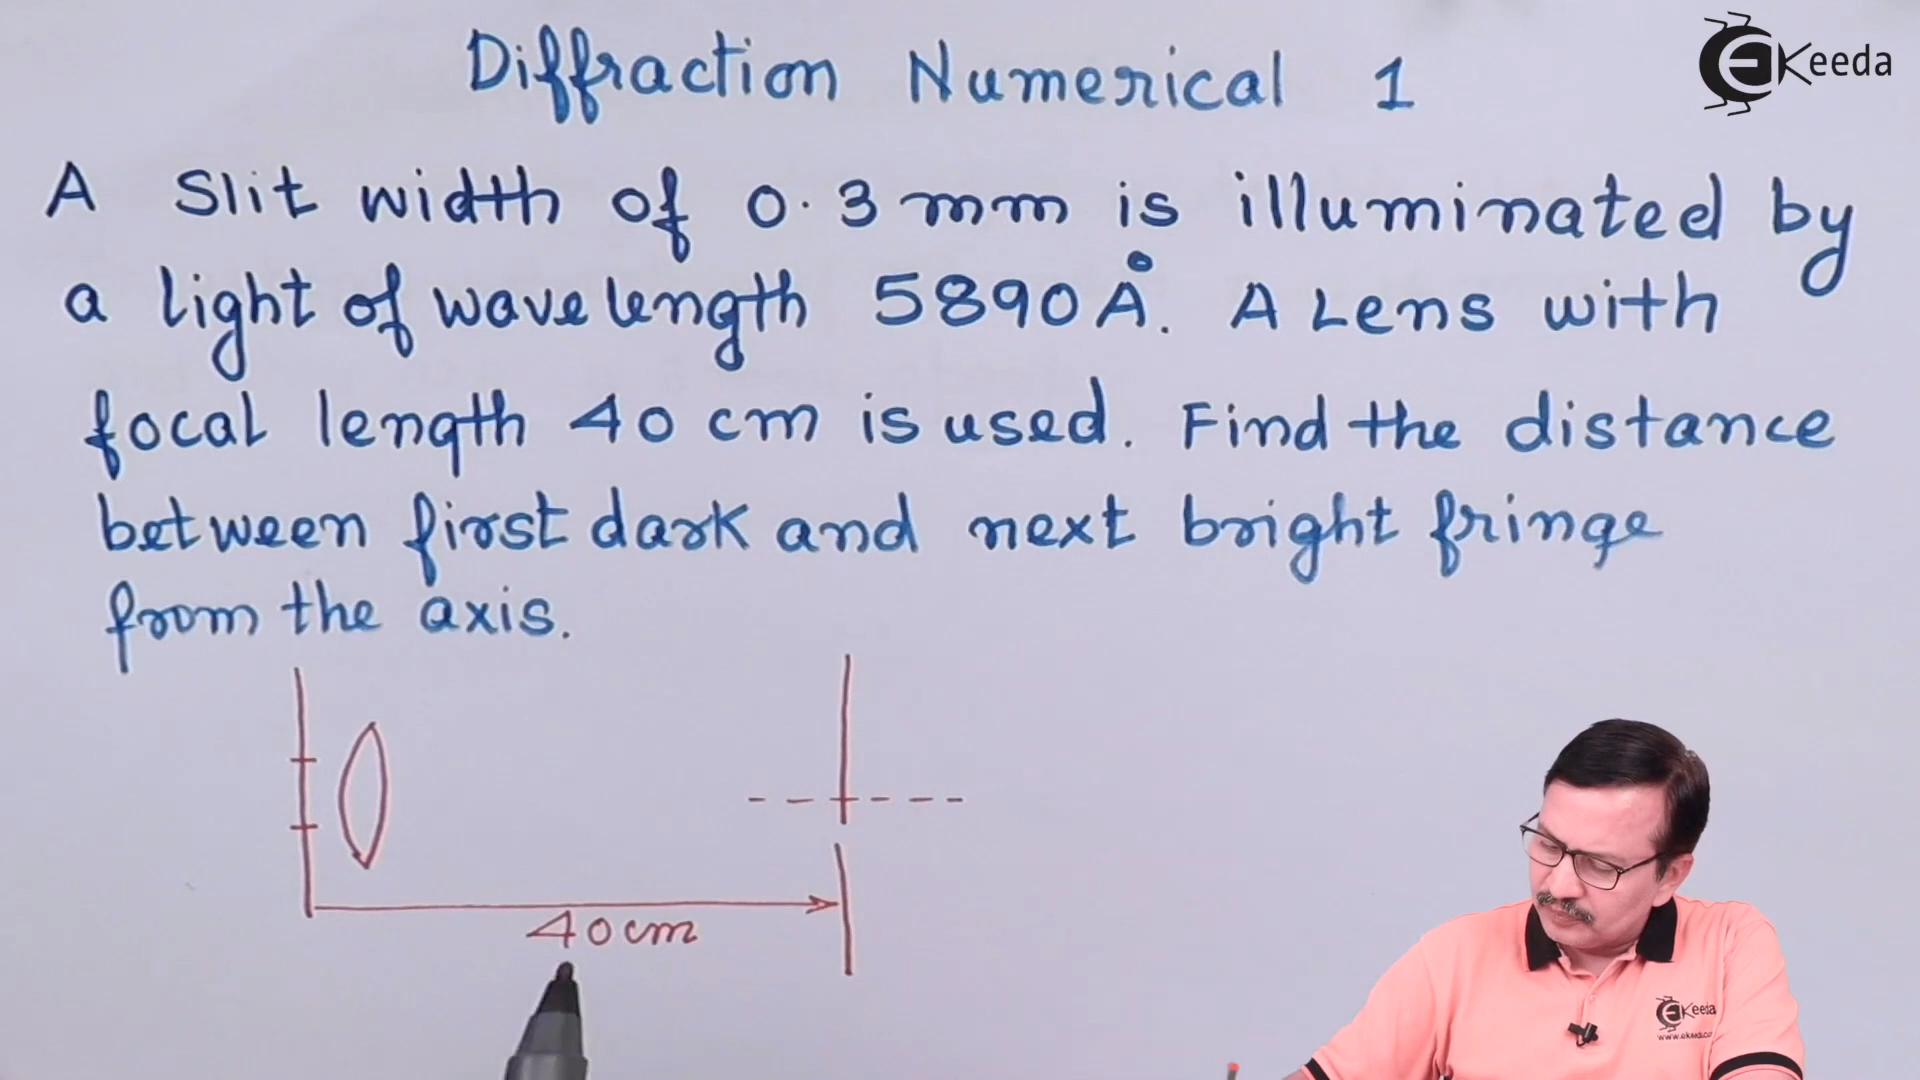 Diffraction Numerical 1
EKeeda
A Slit width of 0.3 mm is illuminated by
a light of wavelength 5890 Å. A Lens with
focal length 40 cm is used. Find the distance
between first dark and next bright fringe
from the axis.
40 cm
EKeeda